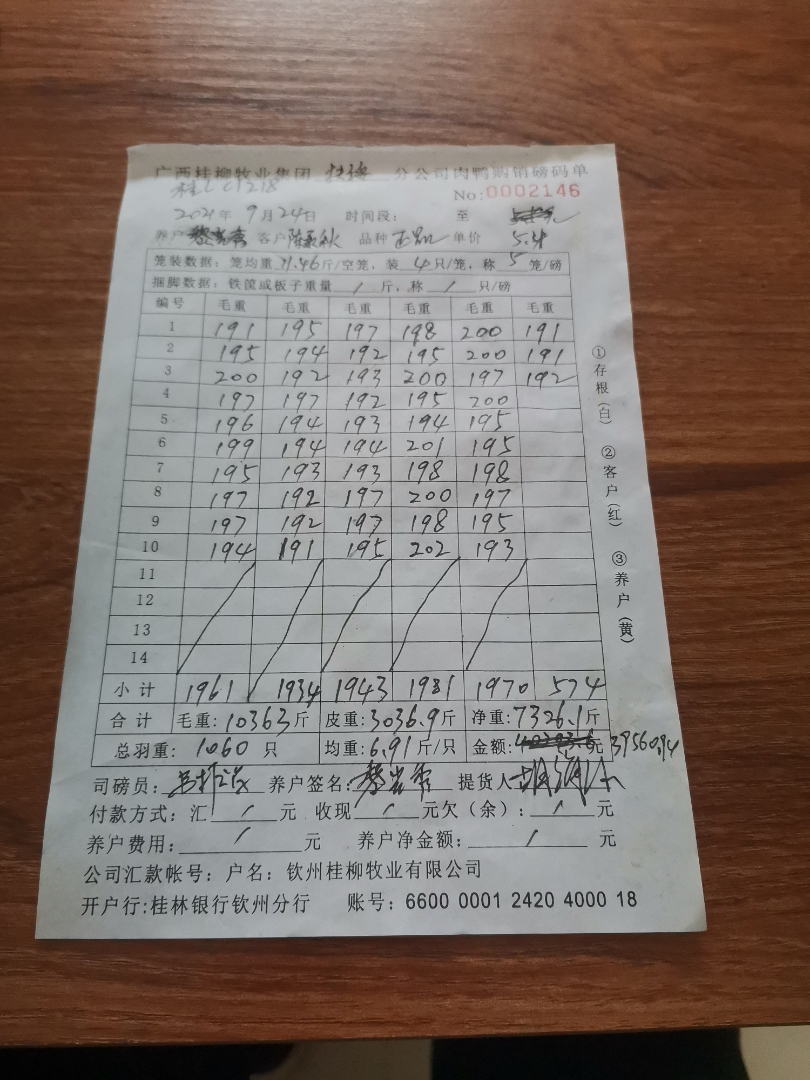 广西桂柳牧业集团 扶绥 分公司肉鸭购销磅码单
桂 C 17218
No:0002146
2021年 9月24日 时间段: 至
养户 客户 品种 单价 5.4
笼装数据: 笼均重 11.46斤/空笼, 装 4只/笼, 称 5 笼/磅
捆脚数据: 铁筐或板子重量 / 斤, 称 / 只/磅
编号 毛重 毛重 毛重 毛重 毛重 毛重
1 191 195 197 198 200 191
2 195 194 192 195 200 191
3 200 192 193 200 197 192
4 197 197 192 195 200
5 196 194 193 194 195
6 199 194 194 201 195
7 195 193 193 198 198
8 197 192 197 200 197
9 197 192 197 198 195
10 194 191 195 202 193
11
12
13
14
小计 1961 1934 1943 1981 1970 574
合计 毛重:10363斤 皮重:3036.9斤 净重:7326.1斤
总羽重: 1060 只 均重:6.91斤/只 金额: 元 39560.94
司磅员: 养户签名: 提货人
付款方式: 汇 / 元 收现 / 元欠(余): / 元
养户费用: / 元 养户净金额: / 元
公司汇款帐号: 户名: 钦州桂柳牧业有限公司
开户行:桂林银行钦州分行 账号: 6600 0001 2420 4000 18
①存根(白) ②客户(红) ③养户(黄)